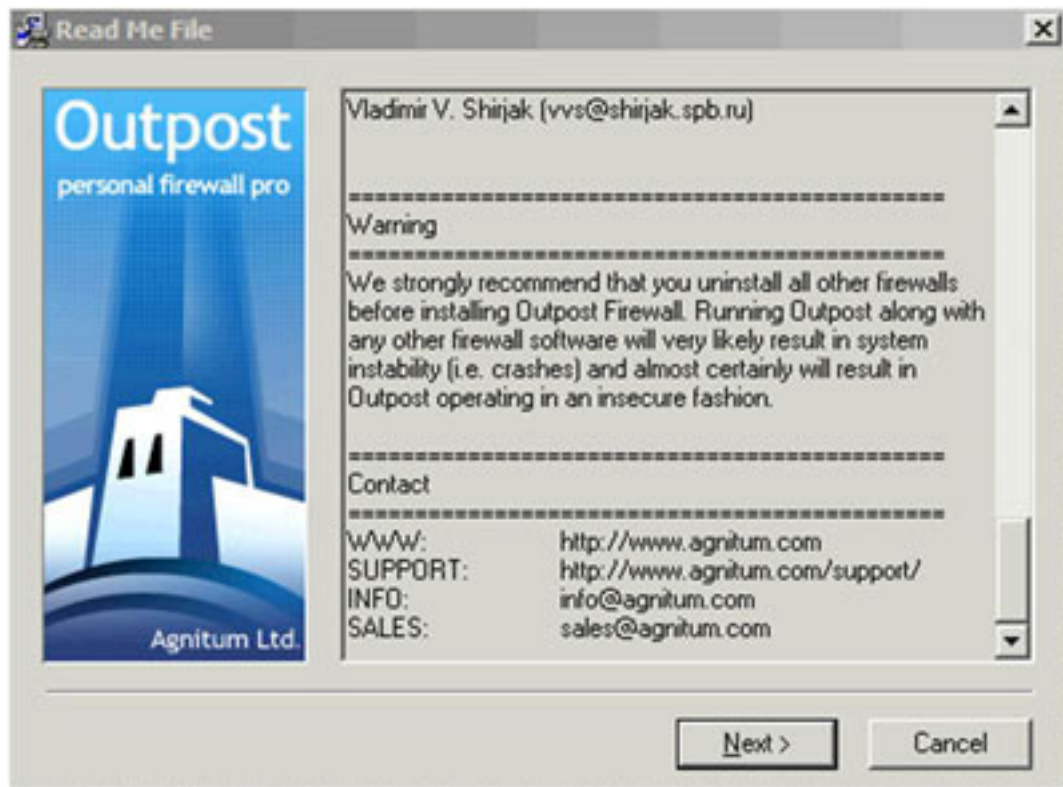 Read Me File
Outpost
personal firewall pro
Agnitum Ltd.
Vladimir V. Shirjak (vvs@shirjak.spb.ru)
==============================================
Warning
==============================================
We strongly recommend that you uninstall all other firewalls
before installing Outpost Firewall. Running Outpost along with
any other firewall software will very likely result in system
instability (i.e. crashes) and almost certainly will result in
Outpost operating in an insecure fashion.
==============================================
Contact
==============================================
WWW: http://www.agnitum.com
SUPPORT: http://www.agnitum.com/support/
INFO: info@agnitum.com
SALES: sales@agnitum.com
Next >
Cancel